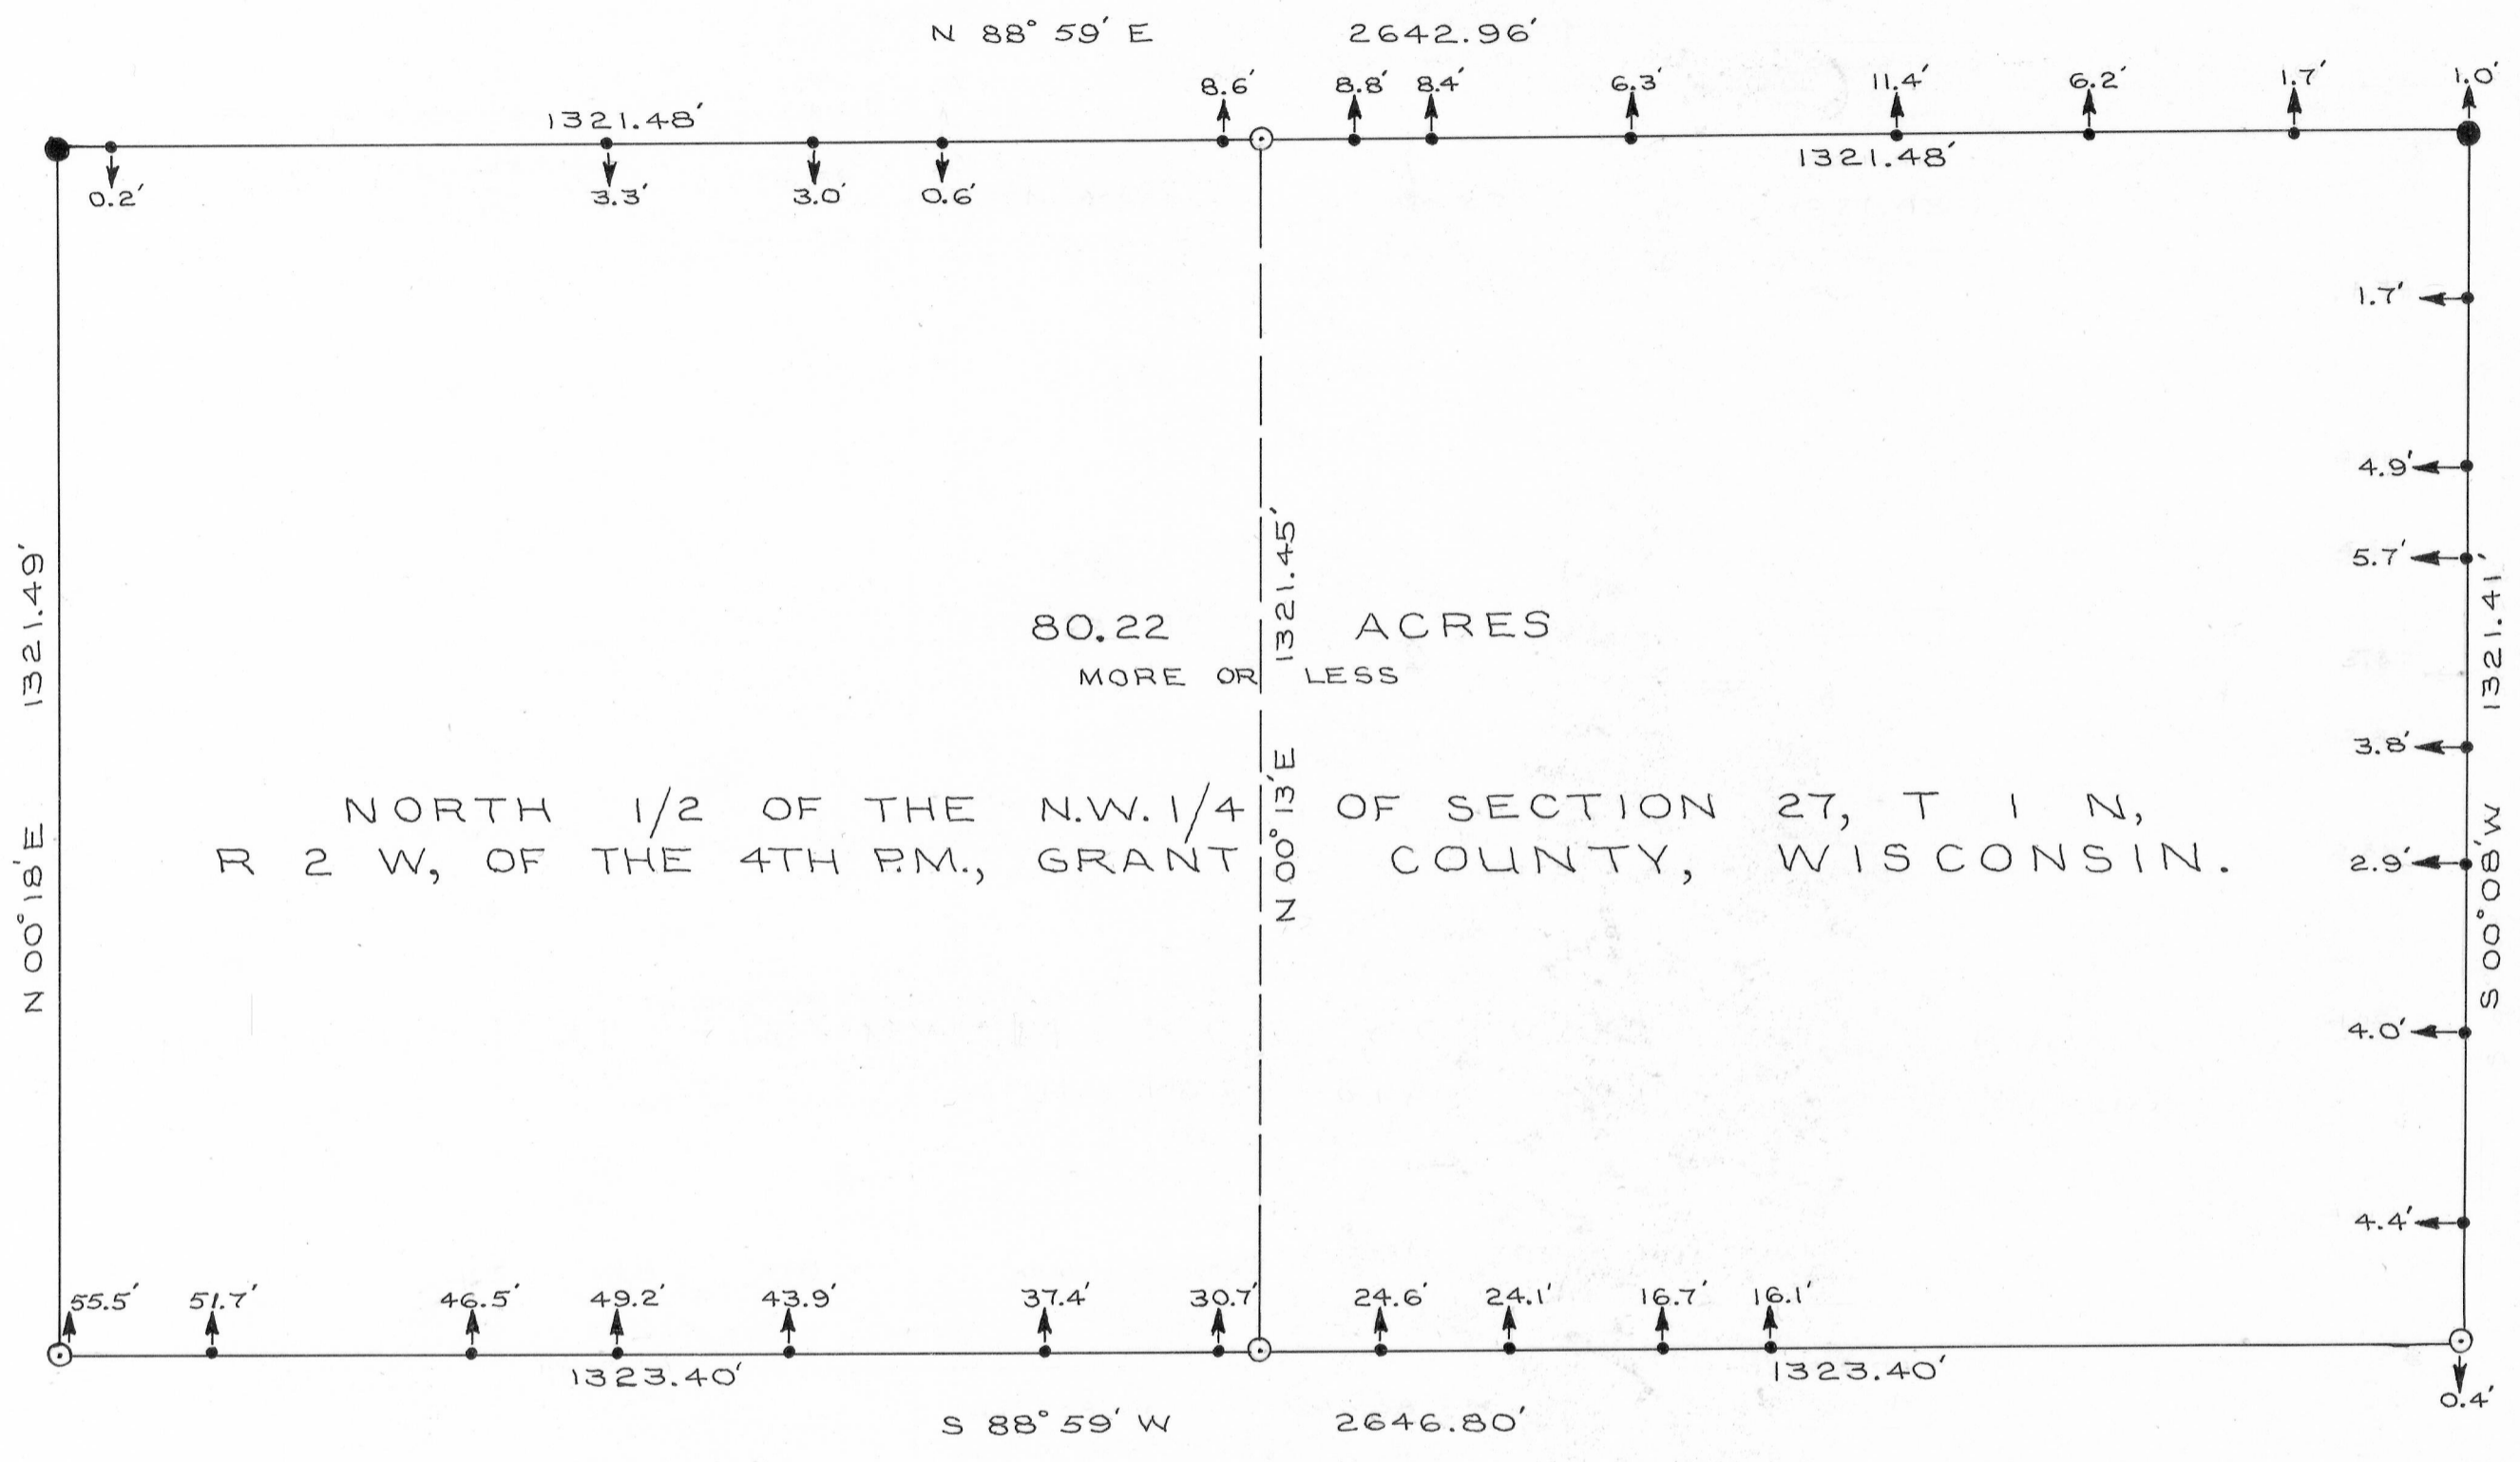 N 88° 59' E 2642.96'
8.6' 8.8' 8.4' 6.3' 11.4' 6.2' 1.7' 1.0'
1321.48'
1321.48'
0.2' 3.3' 3.0' 0.6'
1.7'
4.9'
5.7'
3.8'
2.9'
4.0'
4.4'
N 00° 18' E 1321.49'
N 00° 13' E 1321.45'
S 00° 08' W 1321.41'
80.22 ACRES
MORE OR LESS
NORTH 1/2 OF THE N.W. 1/4 OF SECTION 27, T 1 N,
R 2 W, OF THE 4TH P.M., GRANT COUNTY, WISCONSIN.
55.5' 51.7' 46.5' 49.2' 43.9' 37.4' 30.7' 24.6' 24.1' 16.7' 16.1'
1323.40' 1323.40'
0.4'
S 88° 59' W 2646.80'